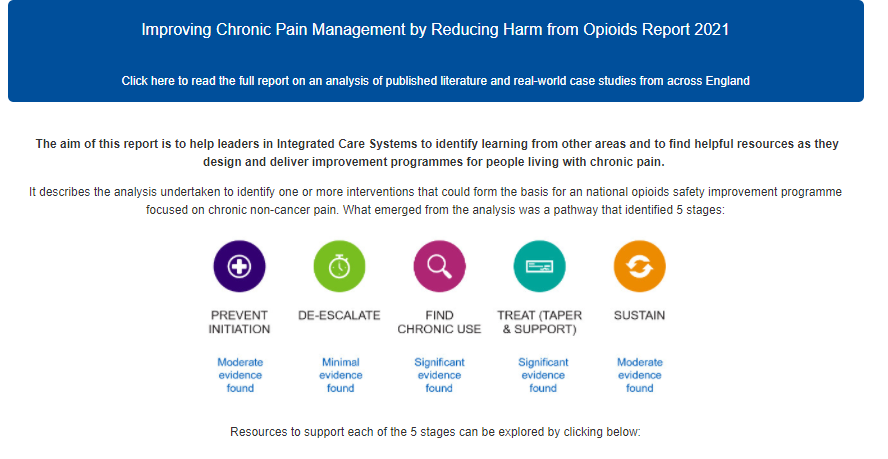 Improving Chronic Pain Management by Reducing Harm from Opioids Report 2021
Click here to read the full report on an analysis of published literature and real-world case studies from across England
The aim of this report is to help leaders in Integrated Care Systems to identify learning from other areas and to find helpful resources as they
design and deliver improvement programmes for people living with chronic pain.
It describes the analysis undertaken to identify one or more interventions that could form the basis for an national opioids safety improvement programme
focused on chronic non-cancer pain. What emerged from the analysis was a pathway that identified 5 stages:
PREVENT
INITIATION
Moderate
evidence
found
DE-ESCALATE
Minimal
evidence
found
FIND
CHRONIC USE
Significant
evidence
found
TREAT (TAPER
& SUPPORT)
Significant
evidence
found
SUSTAIN
Moderate
evidence
found
Resources to support each of the 5 stages can be explored by clicking below: